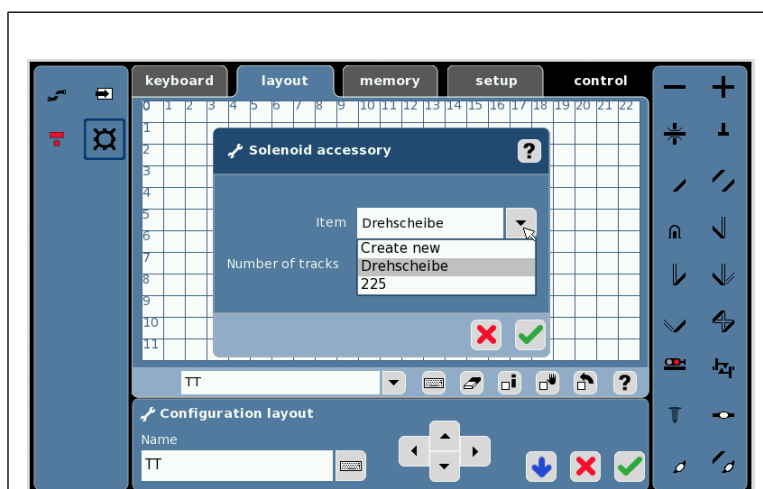 keyboard layout memory setup control
0 1 2 3 4 5 6 7 8 9 10 11 12 13 14 15 16 17 18 19 20 21 22
1
2
3
4
5
6
7
8
9
10
11
Solenoid accessory ?
Item Drehscheibe
Create new
Drehscheibe
225
Number of tracks
TT
i
?
Configuration layout
Name
TT